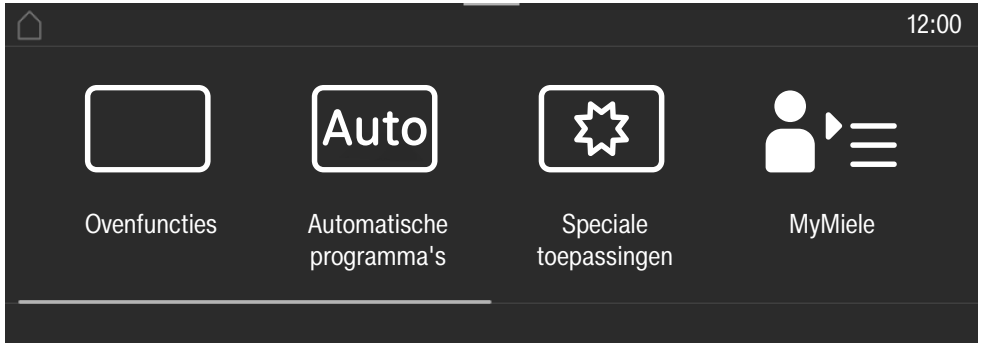 12:00
Auto
Ovenfuncties
Automatische
programma's
Speciale
toepassingen
MyMiele